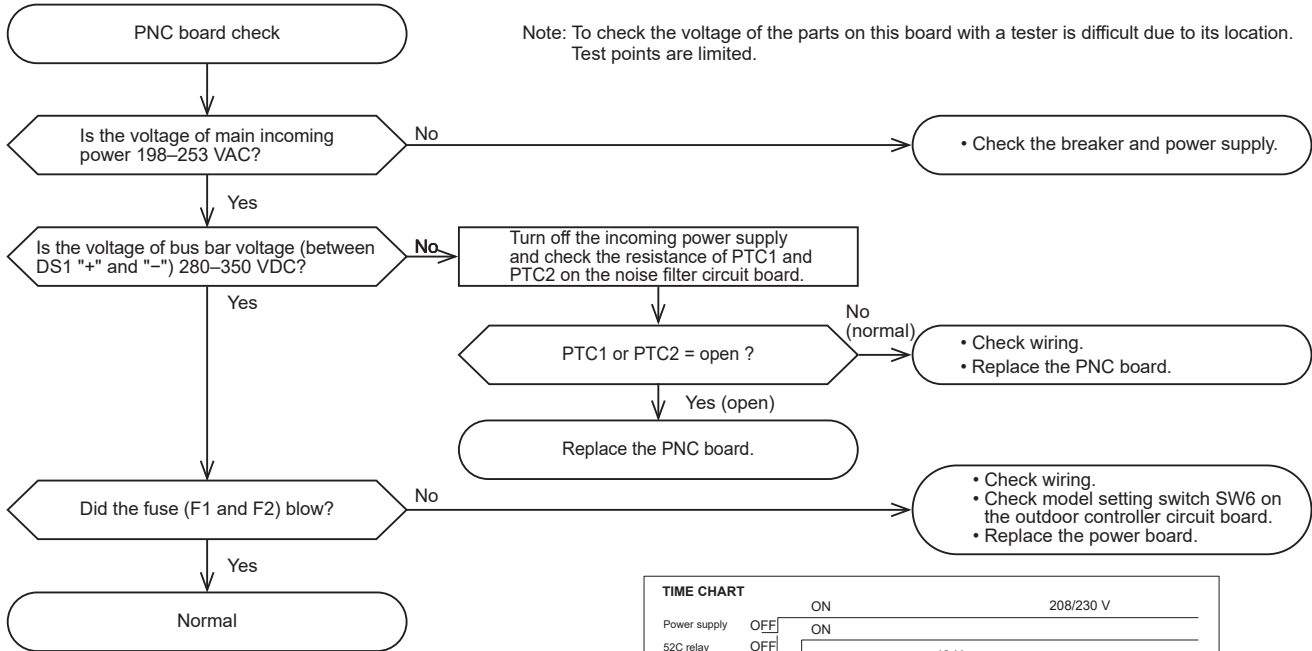 PNC board check
Note: To check the voltage of the parts on this board with a tester is difficult due to its location.
Test points are limited.
Is the voltage of main incoming
power 198–253 VAC?
No
• Check the breaker and power supply.
Yes
Is the voltage of bus bar voltage (between
DS1 "+" and "−") 280–350 VDC?
No
Turn off the incoming power supply
and check the resistance of PTC1 and
PTC2 on the noise filter circuit board.
Yes
PTC1 or PTC2 = open ?
No
(normal)
• Check wiring.
• Replace the PNC board.
Yes (open)
Replace the PNC board.
Did the fuse (F1 and F2) blow?
No
• Check wiring.
• Check model setting switch SW6 on
the outdoor controller circuit board.
• Replace the power board.
Yes
Normal
TIME CHART
ON 208/230 V
Power supply OFF
ON
52C relay OFF